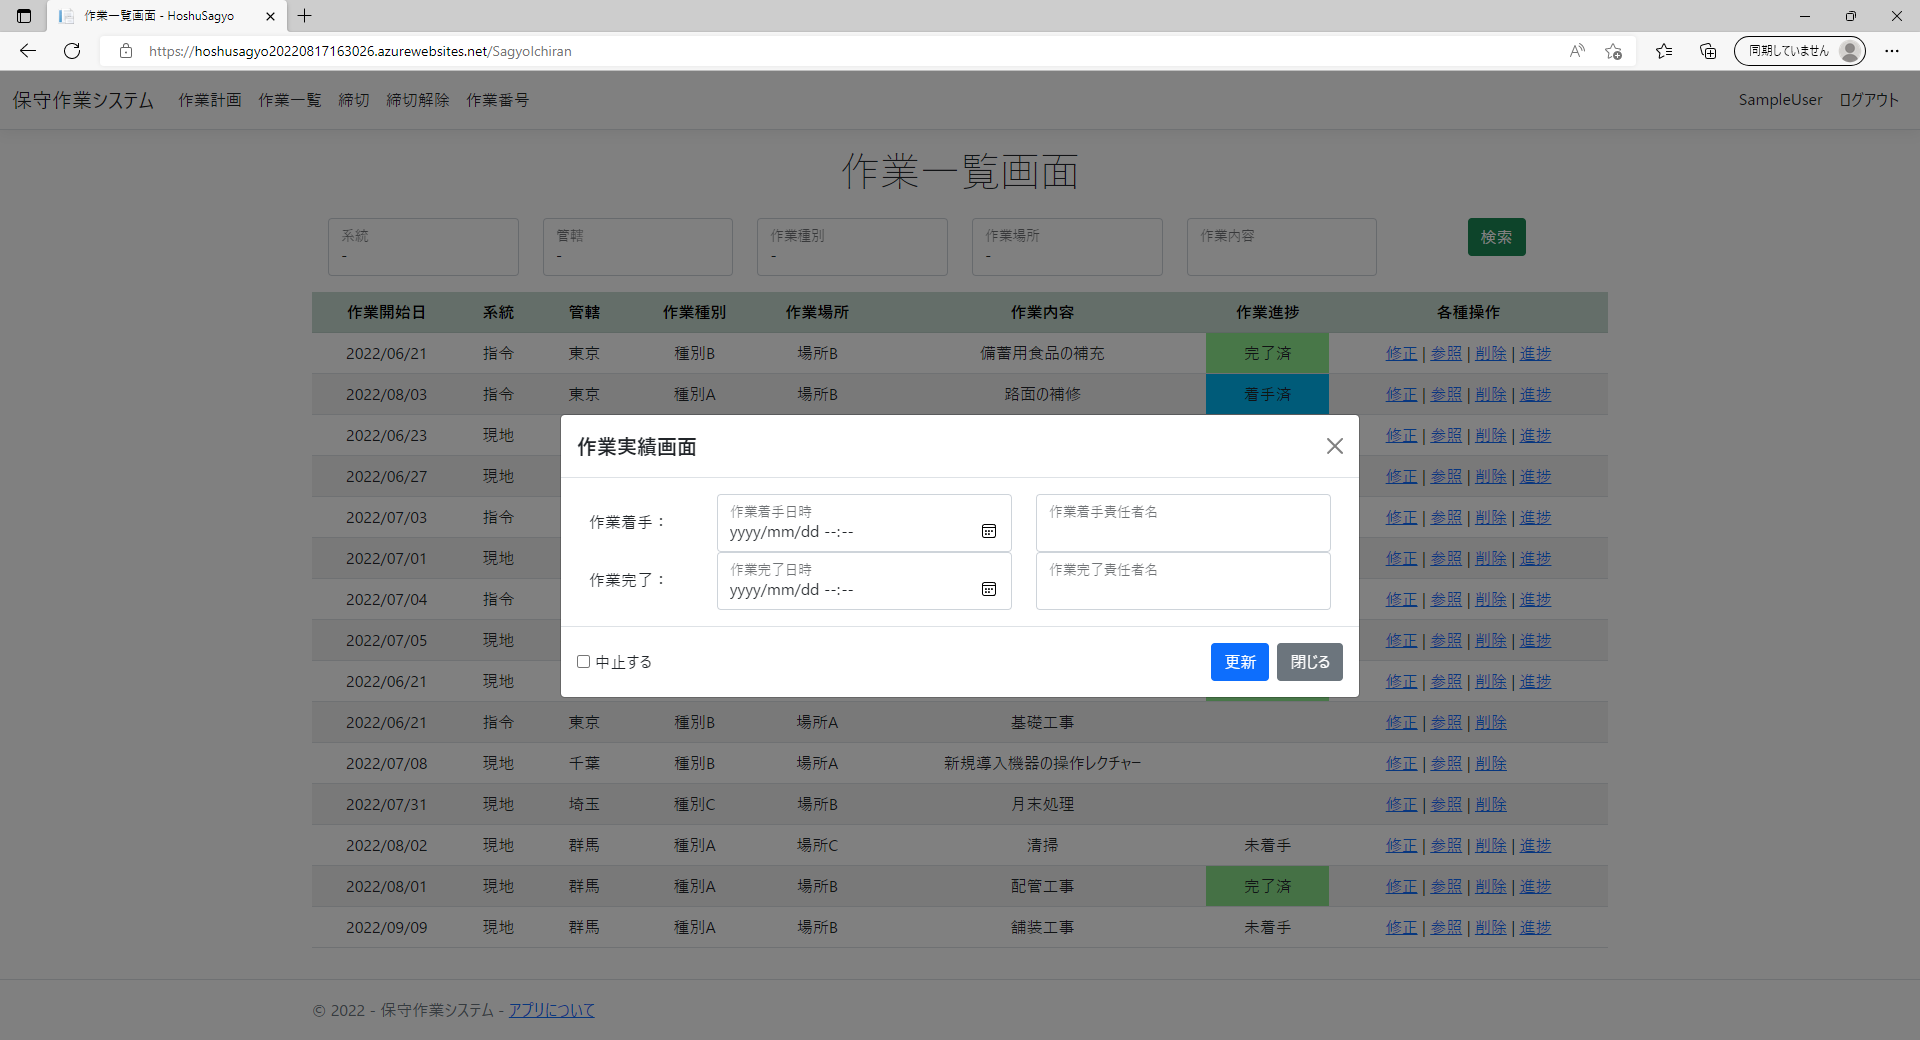 作業一覧画面 - HoshuSagyo
https://hoshusagyo20220817163026.azurewebsites.net/SagyoIchiran
同期していません
保守作業システム 作業計画 作業一覧 締切 締切解除 作業番号 SampleUser ログアウト
作業一覧画面
系統 管轄 作業種別 作業場所 作業内容 検索
- - - -
作業開始日 系統 管轄 作業種別 作業場所 作業内容 作業進捗 各種操作
2022/06/21 指令 東京 種別B 場所B 備蓄用食品の補充 完了済 修正 | 参照 | 削除 | 進捗
2022/08/03 指令 東京 種別A 場所B 路面の補修 着手済 修正 | 参照 | 削除 | 進捗
2022/06/23 現地 修正 | 参照 | 削除 | 進捗
2022/06/27 現地 修正 | 参照 | 削除 | 進捗
2022/07/03 指令 修正 | 参照 | 削除 | 進捗
2022/07/01 現地 修正 | 参照 | 削除 | 進捗
2022/07/04 指令 修正 | 参照 | 削除 | 進捗
2022/07/05 現地 修正 | 参照 | 削除 | 進捗
2022/06/21 現地 修正 | 参照 | 削除 | 進捗
2022/06/21 指令 東京 種別B 場所A 基礎工事 修正 | 参照 | 削除
2022/07/08 現地 千葉 種別B 場所A 新規導入機器の操作レクチャー 修正 | 参照 | 削除
2022/07/31 現地 埼玉 種別C 場所B 月末処理 修正 | 参照 | 削除
2022/08/02 現地 群馬 種別A 場所C 清掃 未着手 修正 | 参照 | 削除 | 進捗
2022/08/01 現地 群馬 種別A 場所B 配管工事 完了済 修正 | 参照 | 削除 | 進捗
2022/09/09 現地 群馬 種別A 場所B 舗装工事 未着手 修正 | 参照 | 削除 | 進捗
作業実績画面
作業着手： 作業着手日時 作業着手責任者名
yyyy/mm/dd --:--
作業完了： 作業完了日時 作業完了責任者名
yyyy/mm/dd --:--
中止する 更新 閉じる
© 2022 - 保守作業システム - アプリについて